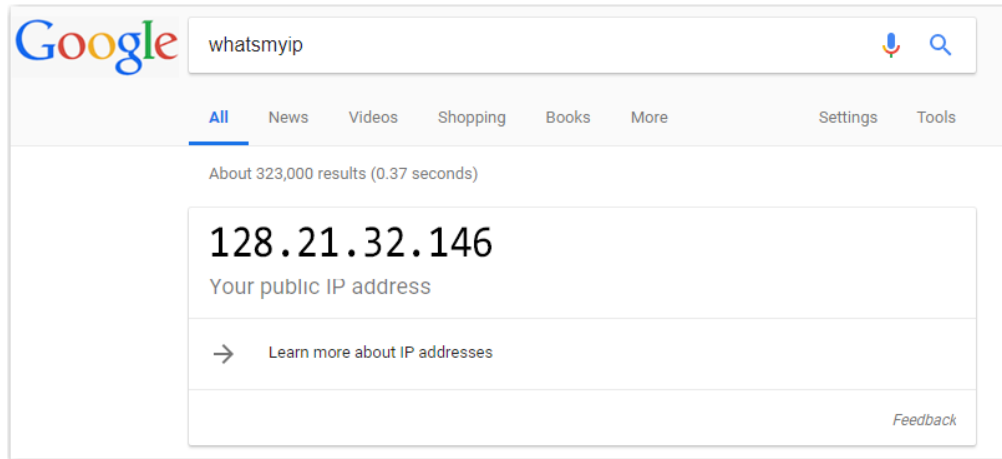 Google whatsmyip
All News Videos Shopping Books More Settings Tools
About 323,000 results (0.37 seconds)
128.21.32.146
Your public IP address
Learn more about IP addresses
Feedback